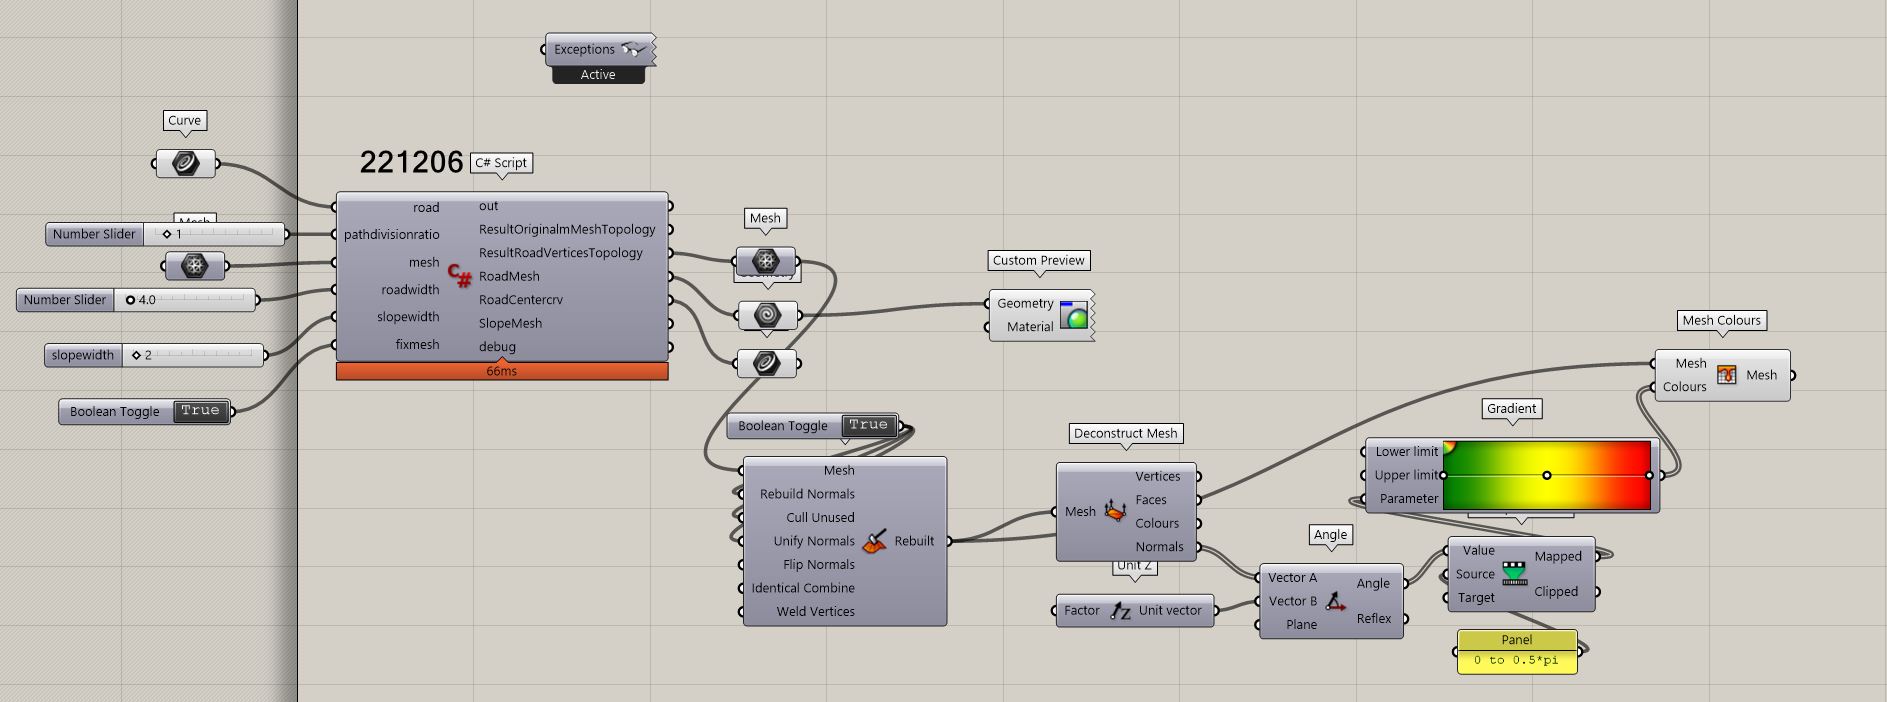 Exceptions
Active
Curve
221206
C# Script
Number Slider
1
Number Slider
4.0
slopewidth
2
Boolean Toggle
True
road
pathdivisionratio
mesh
roadwidth
slopewidth
fixmesh
C#
out
ResultOriginalmMeshTopology
ResultRoadVerticesTopology
RoadMesh
RoadCentercrv
SlopeMesh
debug
66ms
Mesh
Custom Preview
Geometry
Material
Boolean Toggle
True
Mesh
Rebuild Normals
Cull Unused
Unify Normals
Flip Normals
Identical Combine
Weld Vertices
Rebuilt
Deconstruct Mesh
Mesh
Vertices
Faces
Colours
Normals
Unit Z
Factor
Z
Unit vector
Angle
Vector A
Vector B
Plane
Angle
Reflex
Gradient
Lower limit
Upper limit
Parameter
Value
Source
Target
Mapped
Clipped
Panel
0 to 0.5*pi
Mesh Colours
Mesh
Colours
Mesh